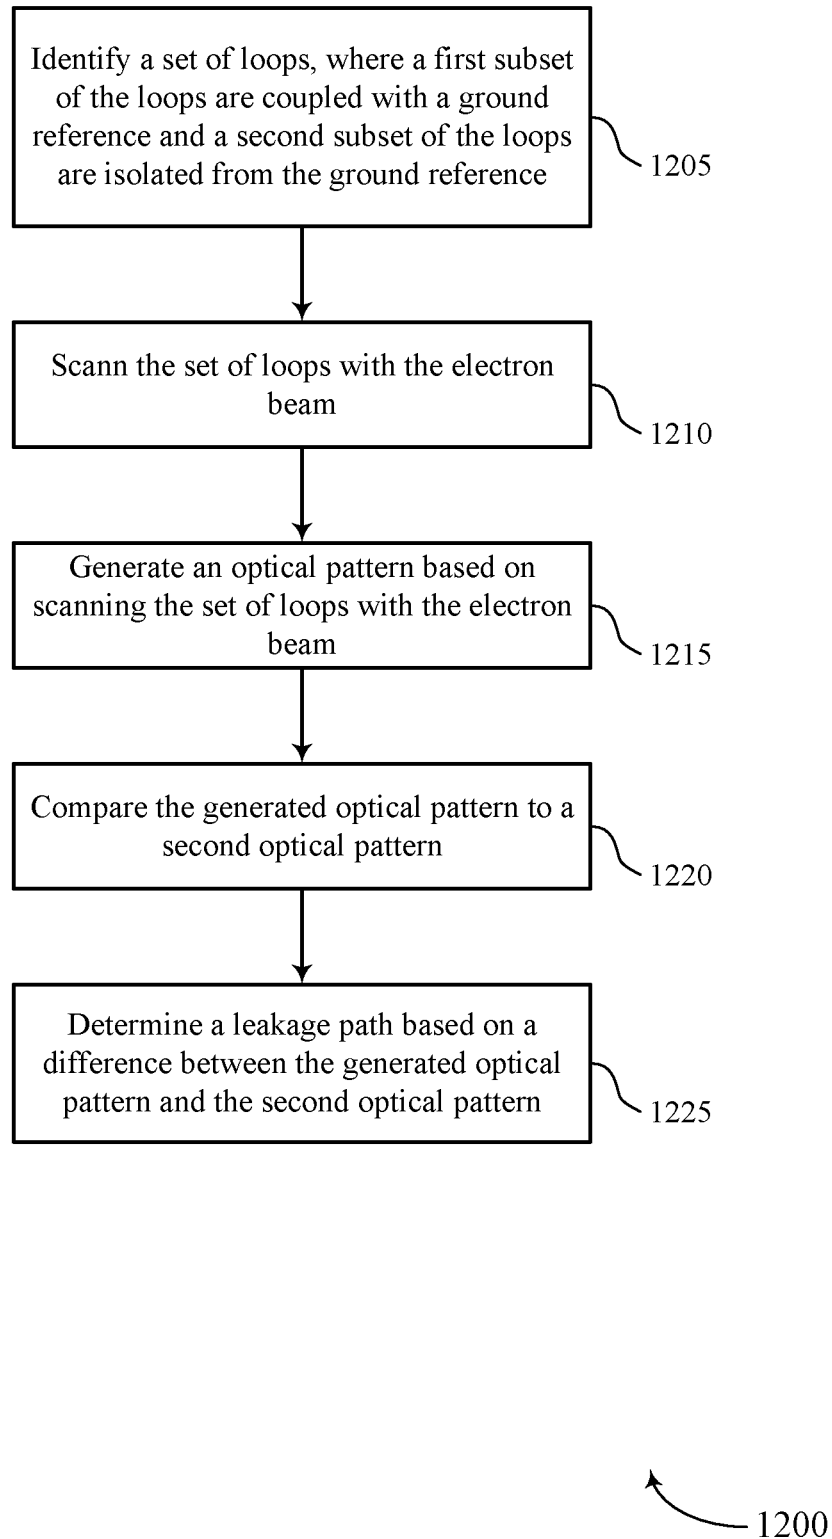 Identify a set of loops, where a first subset
of the loops are coupled with a ground
reference and a second subset of the loops
are isolated from the ground reference
1205
Scann the set of loops with the electron
beam
1210
Generate an optical pattern based on
scanning the set of loops with the electron
beam
1215
Compare the generated optical pattern to a
second optical pattern
1220
Determine a leakage path based on a
difference between the generated optical
pattern and the second optical pattern
1225
1200